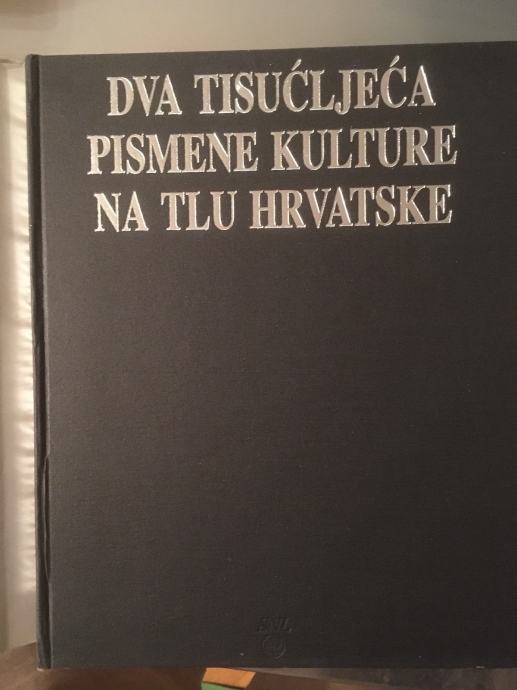 DVA TISUĆLJEĆA
PISMENE KULTURE
NA TLU HRVATSKE